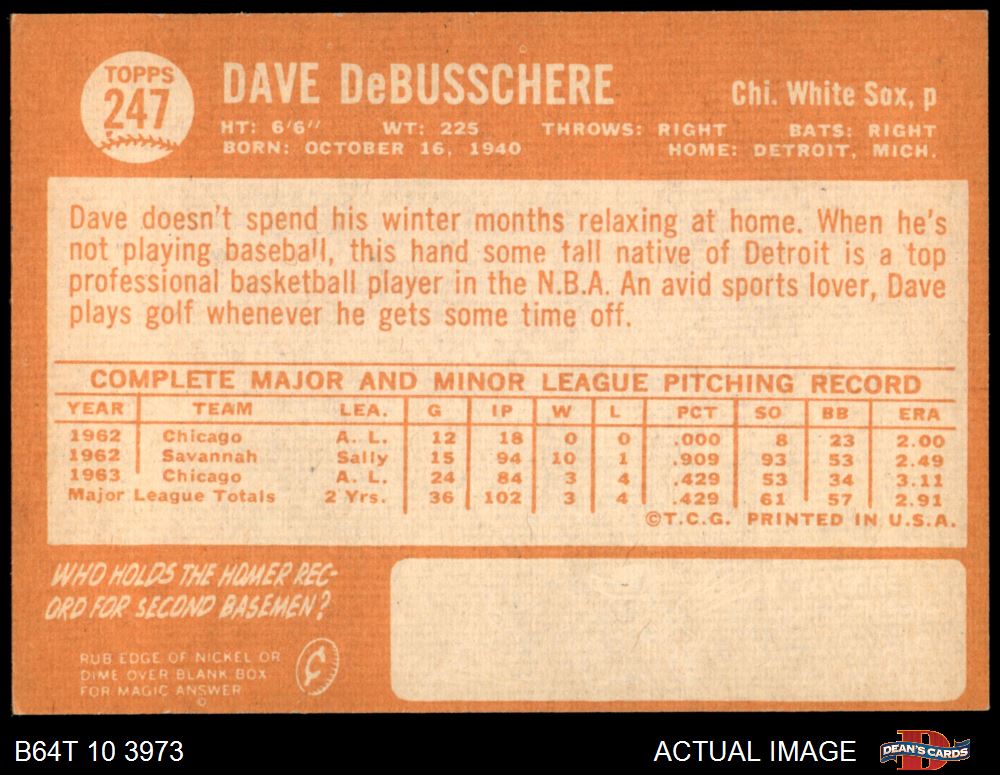 TOPPS
247
DAVE DeBUSSCHERE
Chi. White Sox, p
HT: 6'6" WT: 225 THROWS: RIGHT BATS: RIGHT
BORN: OCTOBER 16, 1940 HOME: DETROIT, MICH.
Dave doesn't spend his winter months relaxing at home. When he's
not playing baseball, this hand some tall native of Detroit is a top
professional basketball player in the N.B.A. An avid sports lover, Dave
plays golf whenever he gets some time off.
COMPLETE MAJOR AND MINOR LEAGUE PITCHING RECORD
YEAR TEAM LEA. G IP W L PCT SO BB ERA
1962 Chicago A. L. 12 18 0 0 .000 8 23 2.00
1962 Savannah Sally 15 94 10 1 .909 93 53 2.49
1963 Chicago A. L. 24 84 3 4 .429 53 34 3.11
Major League Totals 2 Yrs. 36 102 3 4 .429 61 57 2.91
©T.C.G. PRINTED IN U.S.A.
WHO HOLDS THE HOMER REC-
ORD FOR SECOND BASEMEN?
RUB EDGE OF NICKEL OR
DIME OVER BLANK BOX
FOR MAGIC ANSWER
B64T 10 3973
ACTUAL IMAGE
DEAN'S CARDS